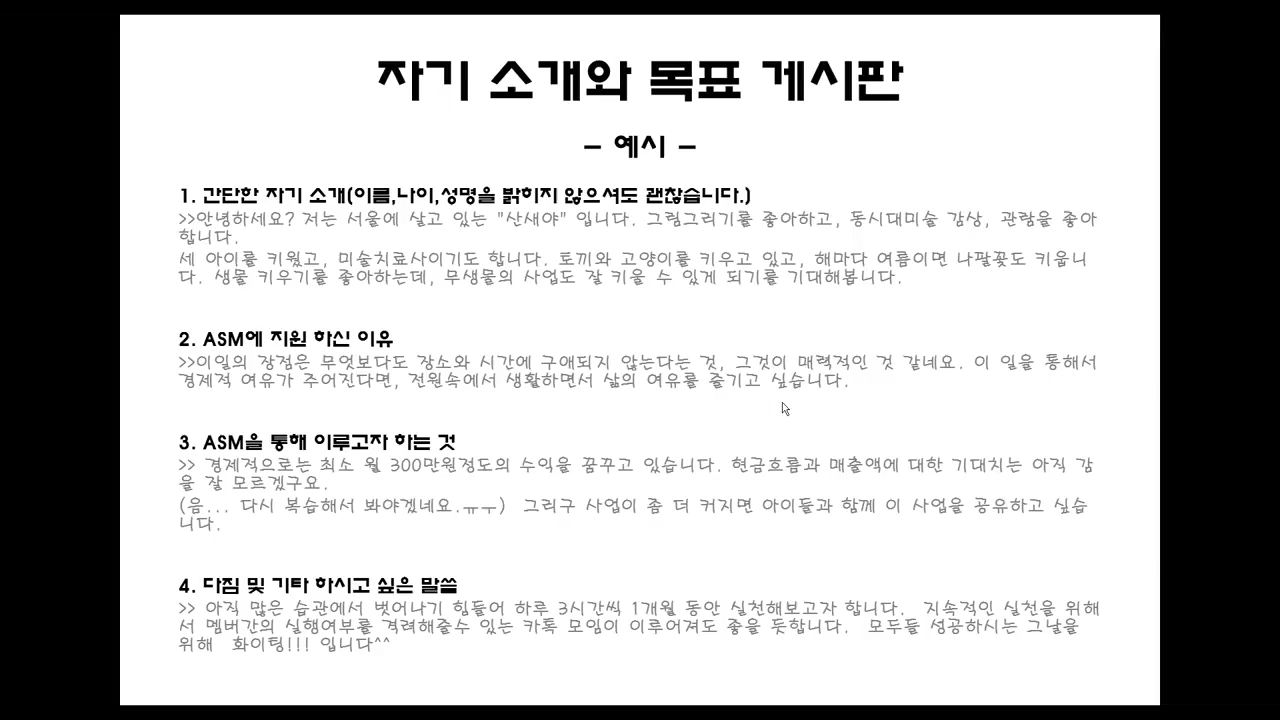 자기 소개와 목표 게시판
- 예시 -
1. 간단한 자기 소개(이름,나이,성명을 밝히지 않으셔도 괜찮습니다.)
>>안녕하세요? 저는 서울에 살고 있는 "산새야" 입니다. 그림그리기를 좋아하고, 동시대미술 감상, 관람을 좋아
합니다.
세 아이를 키웠고, 미술치료사이기도 합니다. 토끼와 고양이를 키우고 있고, 해마다 여름이면 나팔꽃도 키웁니
다. 생물 키우기를 좋아하는데, 무생물의 사업도 잘 키울 수 있게 되기를 기대해봅니다.
2. ASM에 지원 하신 이유
>>이일의 장점은 무엇보다도 장소와 시간에 구애되지 않는다는 것, 그것이 매력적인 것 같네요. 이 일을 통해서
경제적 여유가 주어진다면, 전원속에서 생활하면서 삶의 여유를 즐기고 싶습니다.
3. ASM을 통해 이루고자 하는 것
>> 경제적으로는 최소 월 300만원정도의 수익을 꿈꾸고 있습니다. 현금흐름과 매출액에 대한 기대치는 아직 감
을 잘 모르겠구요.
(음... 다시 복습해서 봐야겠네요.ㅠㅜ) 그리구 사업이 좀 더 커지면 아이들과 함께 이 사업을 공유하고 싶습
니다.
4. 다짐 및 기타 하시고 싶은 말씀
>> 아직 많은 습관에서 벗어나기 힘들어 하루 3시간씩 1개월 동안 실천해보고자 합니다. 지속적인 실천을 위해
서 멤버간의 실행여부를 격려해줄수 있는 카톡 모임이 이루어져도 좋을 듯합니다. 모두들 성공하시는 그날을
위해 화이팅!!! 입니다^^